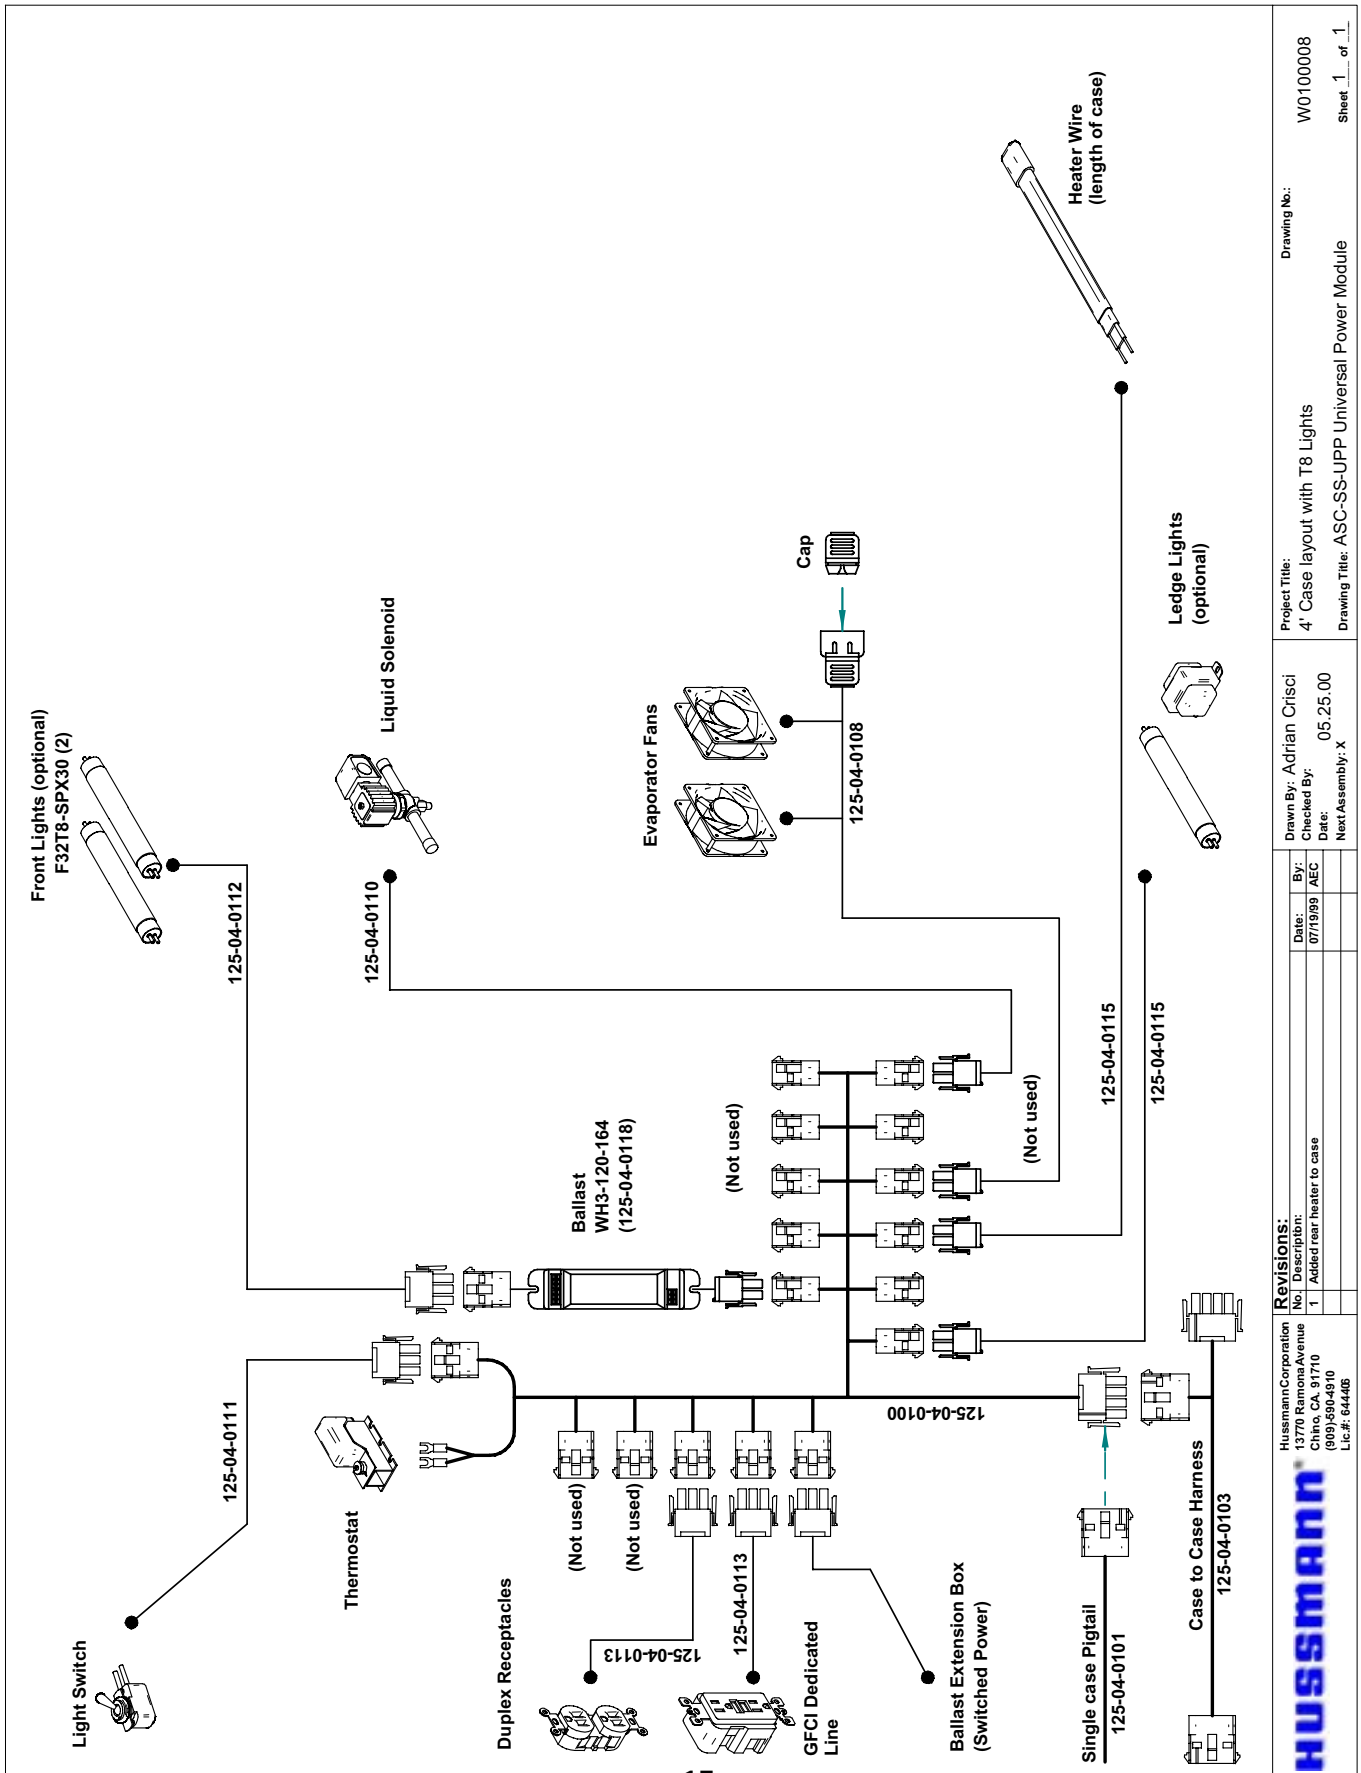 Light Switch
125-04-0111
Thermostat
Front Lights (optional)
F32T8-SPX30 (2)
125-04-0112
Liquid Solenoid
125-04-0110
Ballast
WH3-120-164
(125-04-0118)
Evaporator Fans
125-04-0108
Cap
(Not used)
(Not used)
(Not used)
(Not used)
Duplex Receptacles
125-04-0113
125-04-0113
GFCI Dedicated
Line
Ballast Extension Box
(Switched Power)
125-04-0100
125-04-0115
125-04-0115
Heater Wire
(length of case)
Ledge Lights
(optional)
Single case Pigtail
125-04-0101
Case to Case Harness
125-04-0103
HUSSMANN®
Hussmann Corporation
13770 Ramona Avenue
Chino, CA. 91710
(909)-590-4910
Lic.#: 644406
Revisions:
No. Description: Date: By:
1 Added rear heater to case 07/19/99 AEC
Drawn By: Adrian Crisci
Checked By:
Date: 05.25.00
Next Assembly: X
Project Title:
4' Case layout with T8 Lights
Drawing Title: ASC-SS-UPP Universal Power Module
Drawing No.:
W0100008
Sheet 1 of 1